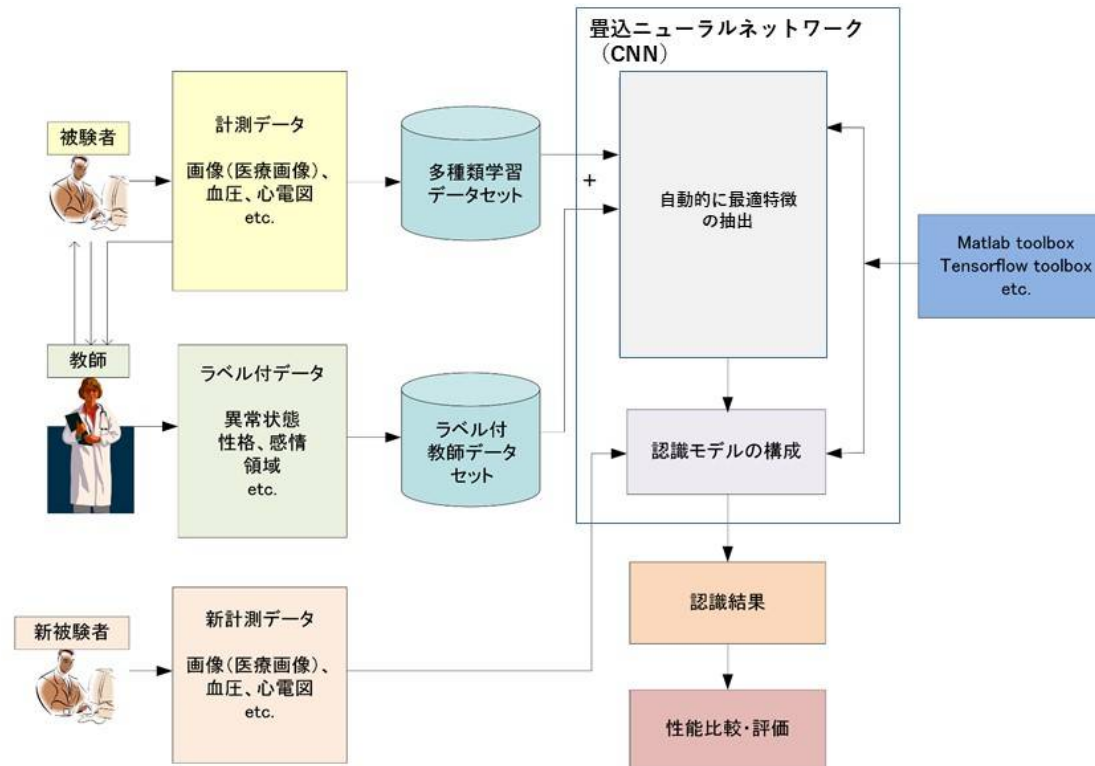 畳込ニューラルネットワーク
（CNN）
被験者
計測データ
画像（医療画像）、
血圧、心電図
etc.
多種類学習
データセット
+
自動的に最適特徴
の抽出
Matlab toolbox
Tensorflow toolbox
etc.
教師
ラベル付データ
異常状態
性格、感情
領域
etc.
ラベル付
教師データ
セット
認識モデルの構成
新被験者
新計測データ
画像（医療画像）、
血圧、心電図
etc.
認識結果
性能比較・評価